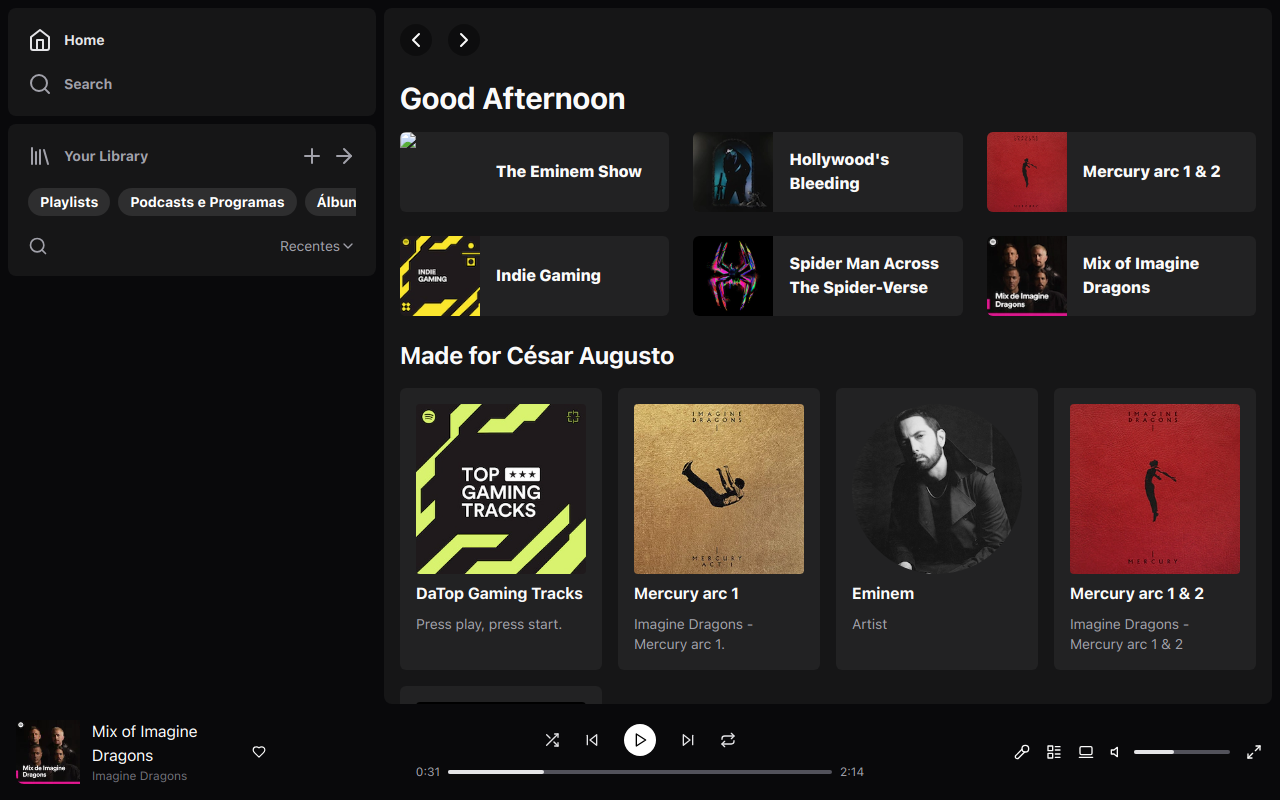 Home
Search
Your Library
Playlists
Podcasts e Programas
Álbun
Recentes
Good Afternoon
The Eminem Show
Hollywood's
Bleeding
Mercury arc 1 & 2
INDIE
GAMING
Indie Gaming
Spider Man Across
The Spider-Verse
Mix de Imagine
Dragons
Mix of Imagine
Dragons
Made for César Augusto
TOP
GAMING
TRACKS
DaTop Gaming Tracks
Press play, press start.
IMAGINE
DRAGONS
MERCURY
ACT I
Mercury arc 1
Imagine Dragons -
Mercury arc 1.
Eminem
Artist
IMAGINE
DRAGONS
MERCURY
Mercury arc 1 & 2
Imagine Dragons -
Mercury arc 1 & 2
Mix de Imagine
Dragons
Mix of Imagine
Dragons
Imagine Dragons
0:31
2:14